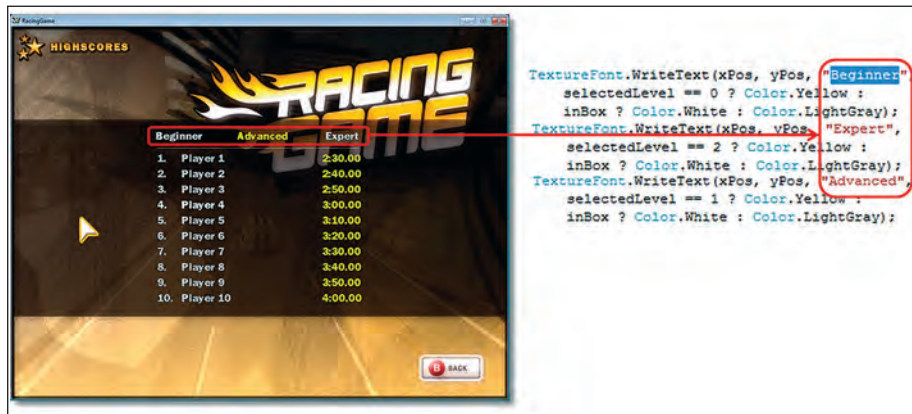 RacingGame
HIGHSCORES
RACING
GAME
Beginner Advanced Expert
1. Player 1 2:30.00
2. Player 2 2:40.00
3. Player 3 2:50.00
4. Player 4 3:00.00
5. Player 5 3:10.00
6. Player 6 3:20.00
7. Player 7 3:30.00
8. Player 8 3:40.00
9. Player 9 3:50.00
10. Player 10 4:00.00
B BACK
TextureFont.WriteText(xPos, yPos, "Beginner",
selectedLevel == 0 ? Color.Yellow :
inBox ? Color.White : Color.LightGray);
TextureFont.WriteText(xPos, yPos, "Expert",
selectedLevel == 2 ? Color.Yellow :
inBox ? Color.White : Color.LightGray);
TextureFont.WriteText(xPos, yPos, "Advanced",
selectedLevel == 1 ? Color.Yellow :
inBox ? Color.White : Color.LightGray);